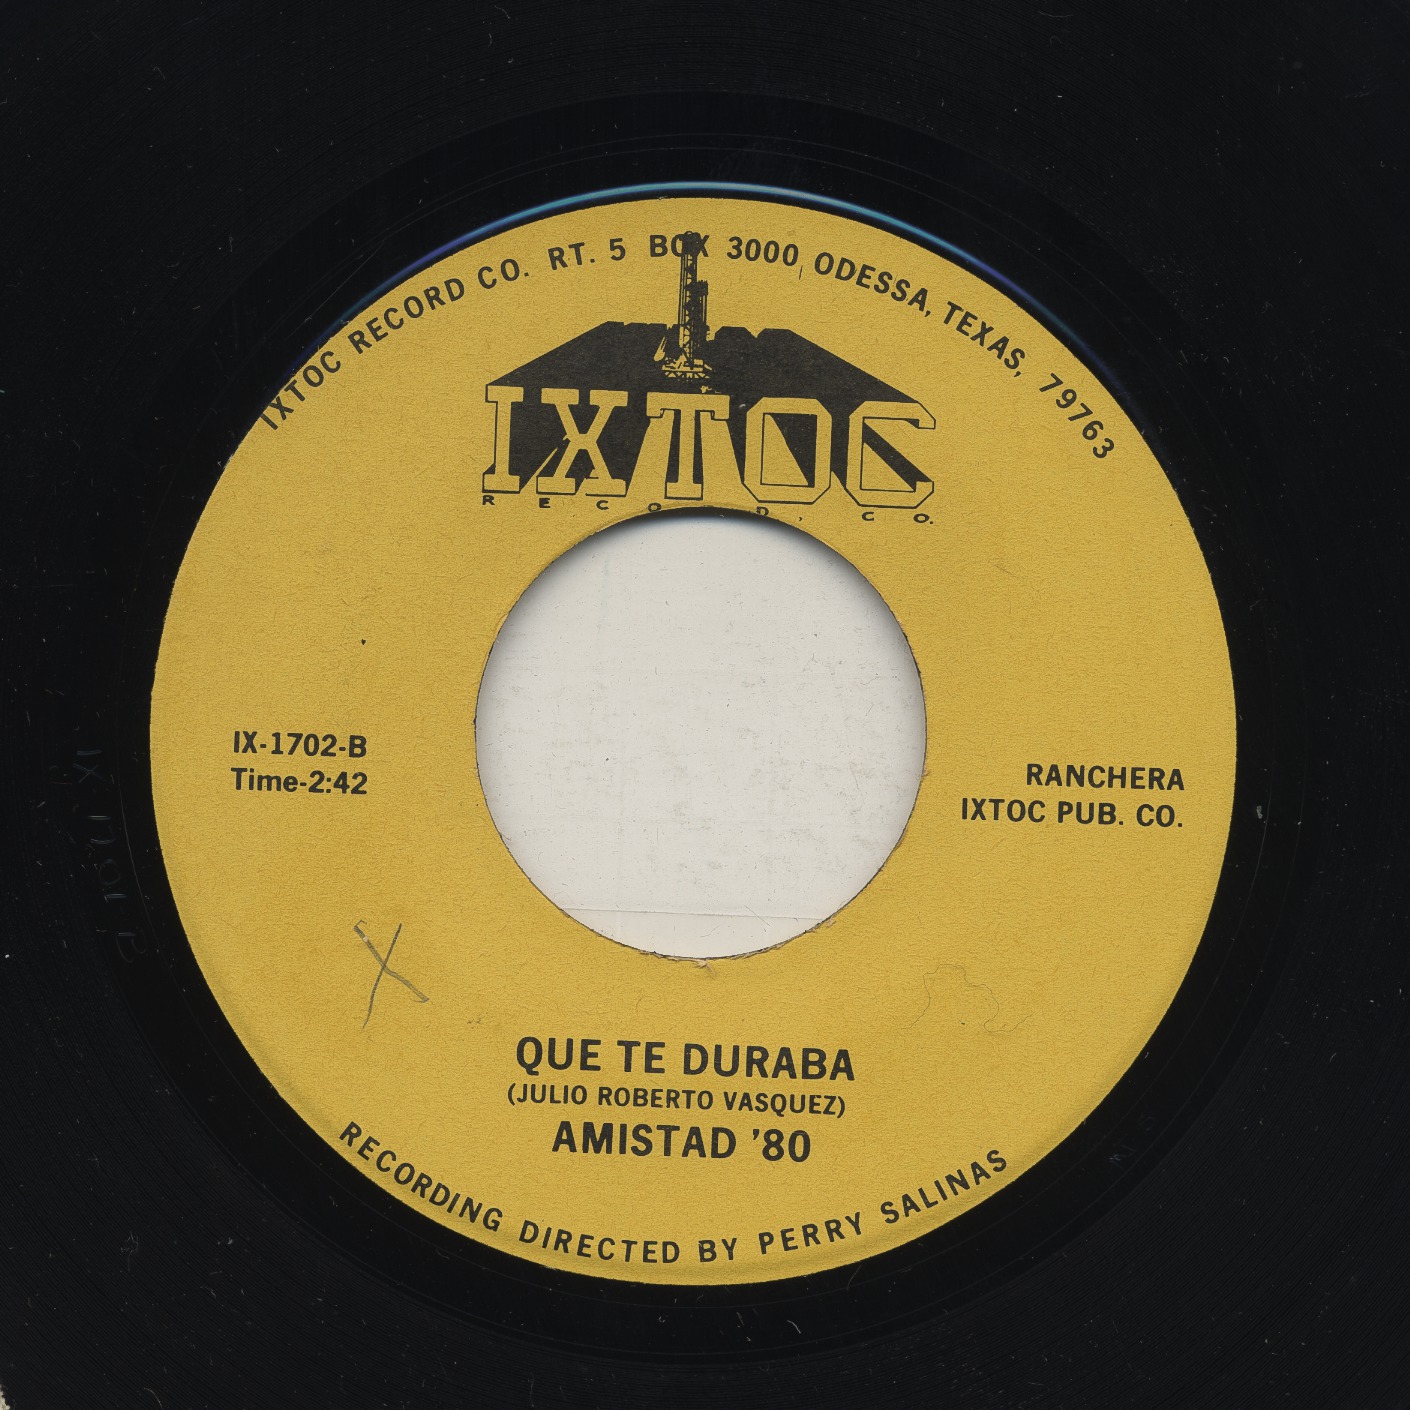 IXTOC RECORD CO. RT. 5 BOX 3000, ODESSA, TEXAS, 79763
IXTOC
RECORD, CO.
IX-1702-B
Time-2:42
RANCHERA
IXTOC PUB. CO.
X
QUE TE DURABA
(JULIO ROBERTO VASQUEZ)
AMISTAD '80
RECORDING DIRECTED BY PERRY SALINAS